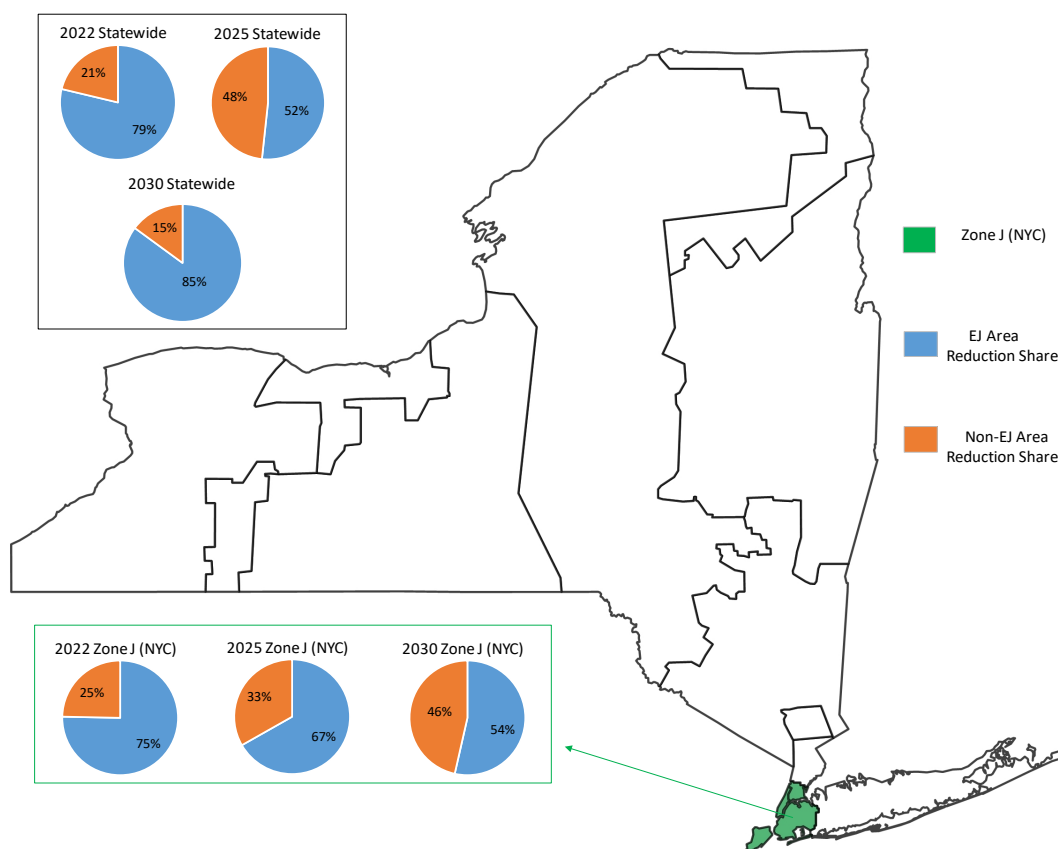 2022 Statewide
21%
79%
2025 Statewide
48%
52%
2030 Statewide
15%
85%
Zone J (NYC)
EJ Area
Reduction Share
Non-EJ Area
Reduction Share
2022 Zone J (NYC)
25%
75%
2025 Zone J (NYC)
33%
67%
2030 Zone J (NYC)
46%
54%